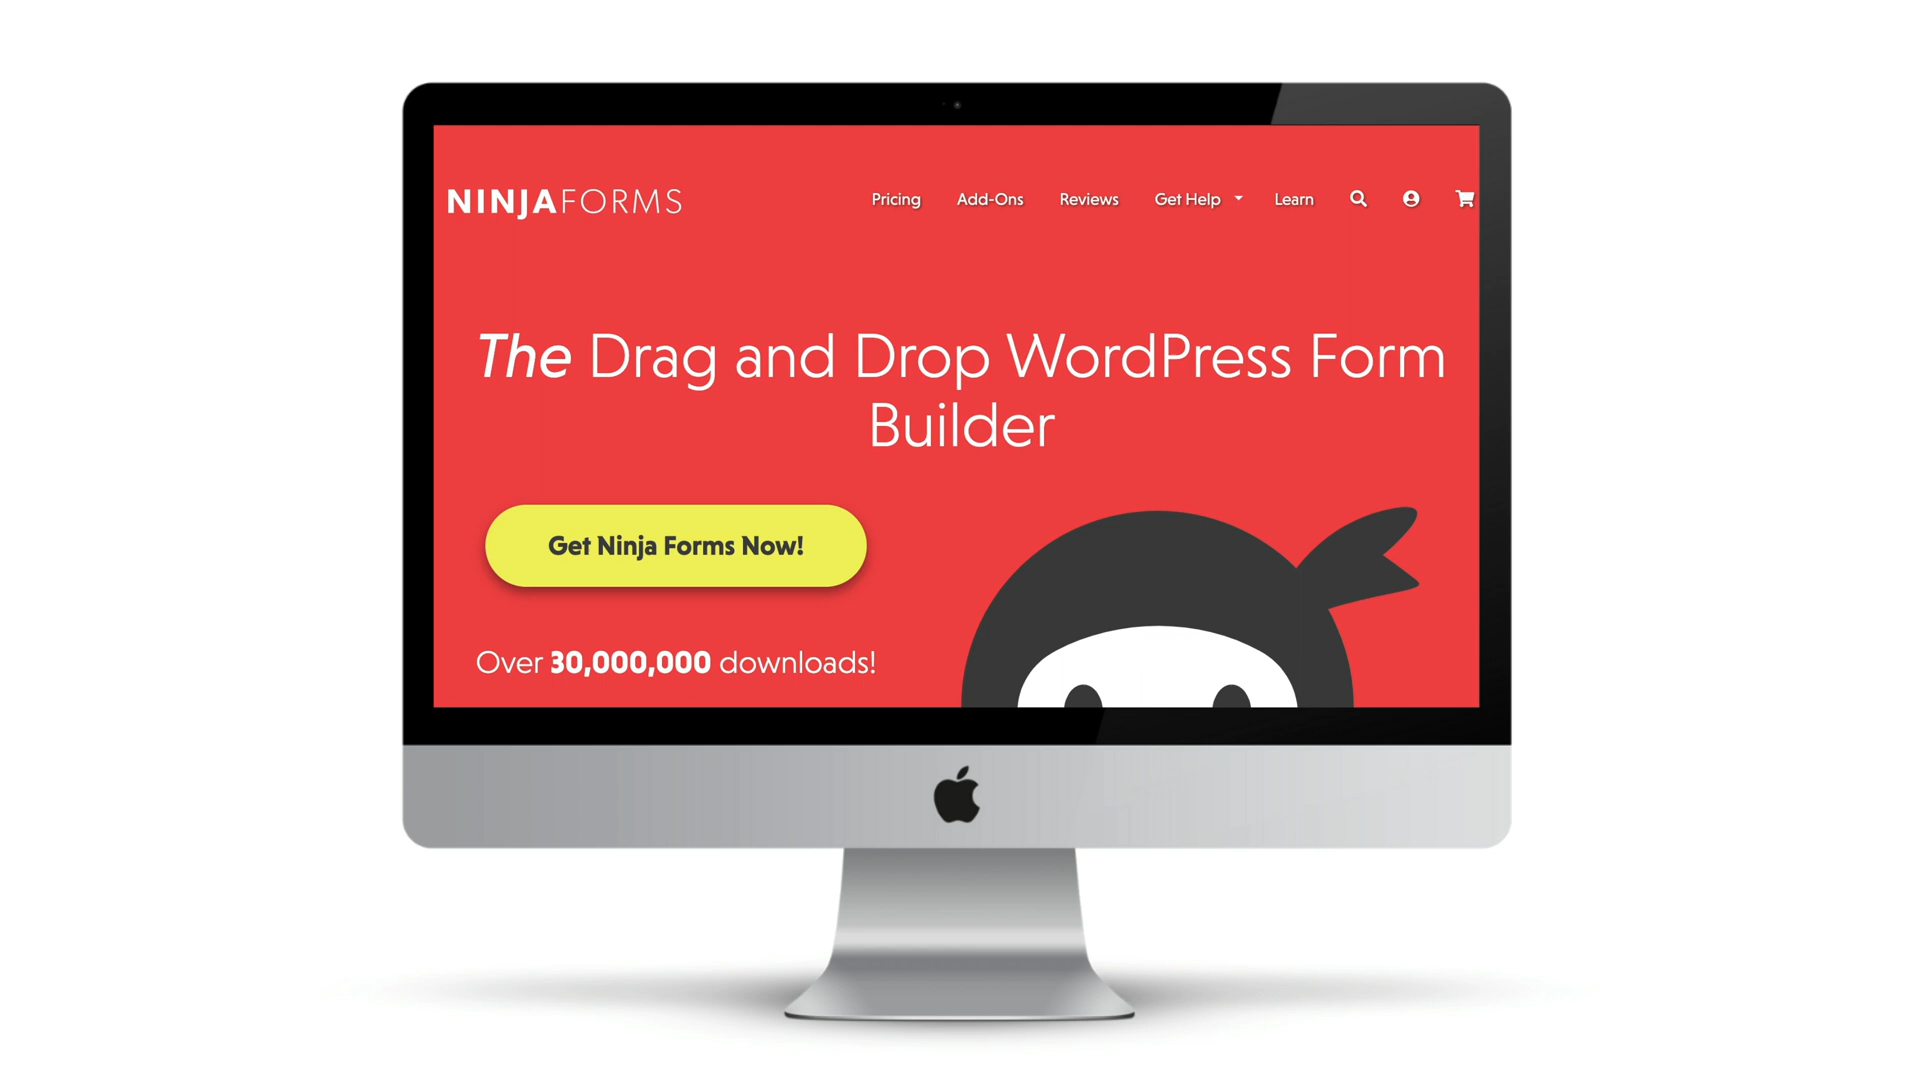 NINJAFORMS
Pricing Add-Ons Reviews Get Help Learn
The Drag and Drop WordPress Form
Builder
Get Ninja Forms Now!
Over 30,000,000 downloads!